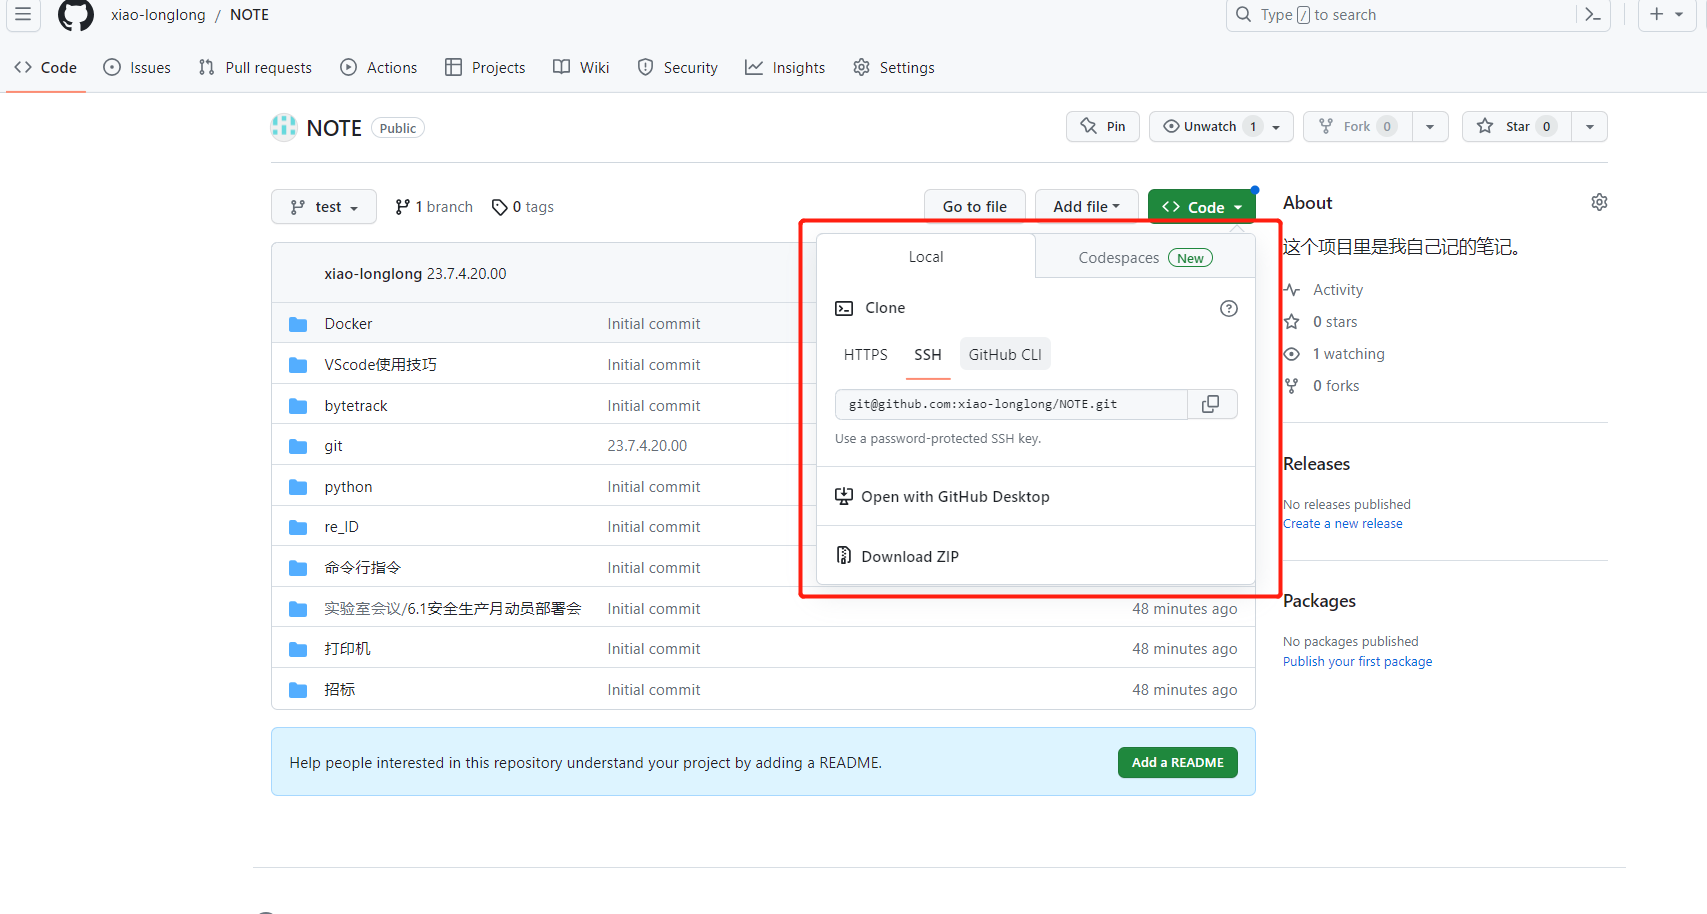 xiao-longlong / NOTE
Type / to search
Code Issues Pull requests Actions Projects Wiki Security Insights Settings
NOTE Public
Pin Unwatch 1 Fork 0 Star 0
test 1 branch 0 tags Go to file Add file Code
xiao-longlong 23.7.4.20.00
Docker Initial commit
VScode使用技巧 Initial commit
bytetrack Initial commit
git 23.7.4.20.00
python Initial commit
re_ID Initial commit
命令行指令 Initial commit
实验室会议/6.1安全生产月动员部署会 Initial commit 48 minutes ago
打印机 Initial commit 48 minutes ago
招标 Initial commit 48 minutes ago
Local Codespaces New
Clone
HTTPS SSH GitHub CLI
git@github.com:xiao-longlong/NOTE.git
Use a password-protected SSH key.
Open with GitHub Desktop
Download ZIP
Help people interested in this repository understand your project by adding a README. Add a README
About
这个项目里是我自己记的笔记。
Activity
0 stars
1 watching
0 forks
Releases
No releases published
Create a new release
Packages
No packages published
Publish your first package